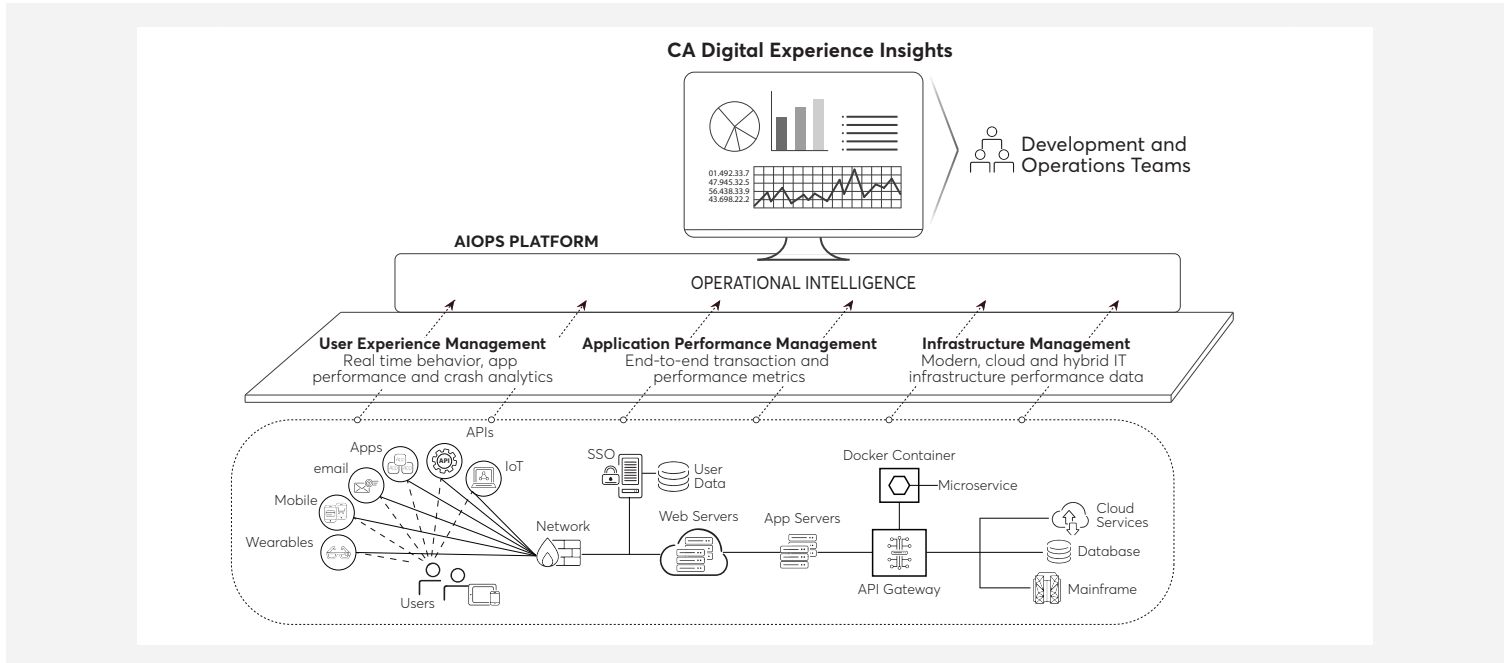 CA Digital Experience Insights
01.492.33.7
47.945.32.5
56.438.33.9
43.698.22.2
Development and
Operations Teams
AIOPS PLATFORM
OPERATIONAL INTELLIGENCE
User Experience Management
Real time behavior, app
performance and crash analytics
Application Performance Management
End-to-end transaction and
performance metrics
Infrastructure Management
Modern, cloud and hybrid IT
infrastructure performance data
APIs
Apps
API
IoT
email
Mobile
Wearables
Users
Network
SSO
User
Data
Web Servers
App Servers
Docker Container
Microservice
API Gateway
Cloud
Services
Database
Mainframe